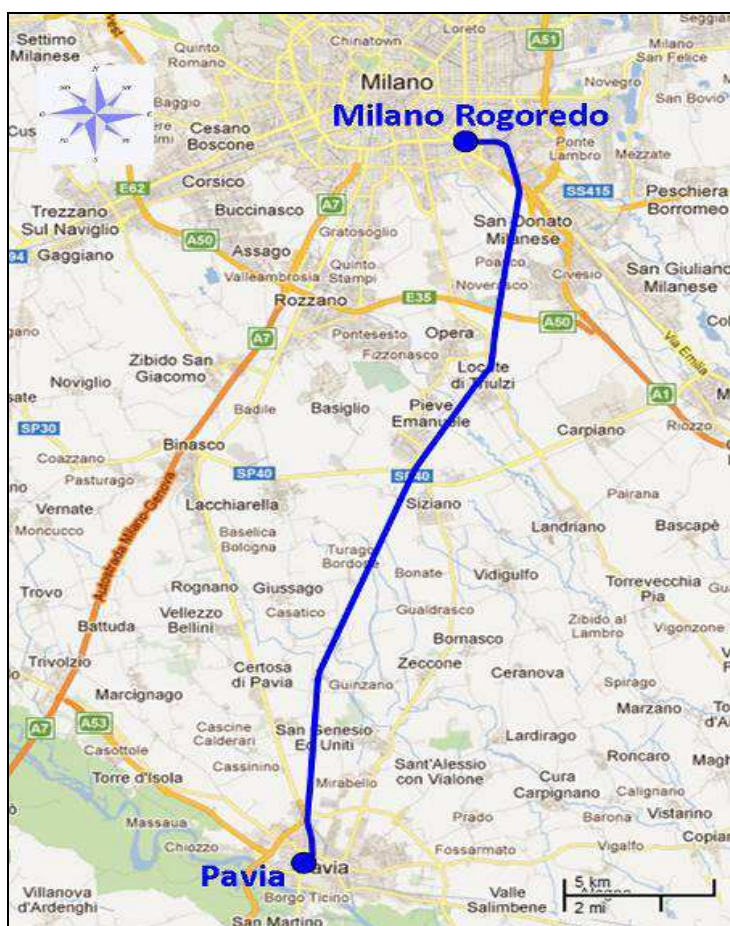 Settimo
Milanese
Quinto
Romano
Chinatown
Loreto
A51
Milano
San Felice
Novegro
San Bovio
Baggio
Milano
Milano Rogoredo
Cesano
Boscone
Ponte
Lambro
Mezzate
E62
Corsico
A7
SS415
Peschiera
Borromeo
Trezzano
Sul Naviglio
Buccinasco
Gratosoglio
San Donato
Milanese
Gaggiano
A50
Assago
Quinto
Stampi
Poasco
Civesio
San Giuliano
Milanese
94
Valleambrosia
Noverasco
Rozzano
E35
A50
A7
Pontesesto
Opera
Via Emilia
Zibido San
Giacomo
Fizzonasco
Locate
di Triulzi
Noviglio
A1
Badile
Basiglio
Pieve
Emanuele
Carpiano
Riozzo
SP30
Binasco
Coazzano
Pasturago
SP40
SP40
Lacchiarella
Siziano
Pairana
Vernate
Moncucco
Autostrada Milano-Genova
Landriano
Bascapè
Baselica
Bologna
Turago
Bordone
Trovo
Rognano
Giussago
Bonate
Vidigulfo
Torrevecchia
Pia
Casatico
Gualdrasco
Battuda
Vellezzo
Bellini
Zibido al
Lambro
Vigonzone
Bornasco
Trivolzio
Certosa
di Pavia
Zeccone
Ceranova
Marcignago
Guinzano
Spirago
Marzano
A7
A53
Cascine
Calderari
San Genesio
Ed Uniti
Lardirago
Casottole
Cassinino
Sant'Alessio
con Vialone
Roncaro
Torre d'Isola
Mirabello
Cura
Carpignano
Calignano
Massaua
Prado
Barona
Vistarino
Chiozzo
Fossarmato
Vigalfo
Pavia
avia
5 km
2 mi
Villanova
d'Ardenghi
Borgo Ticino
Valle
Salimbene
San Martino